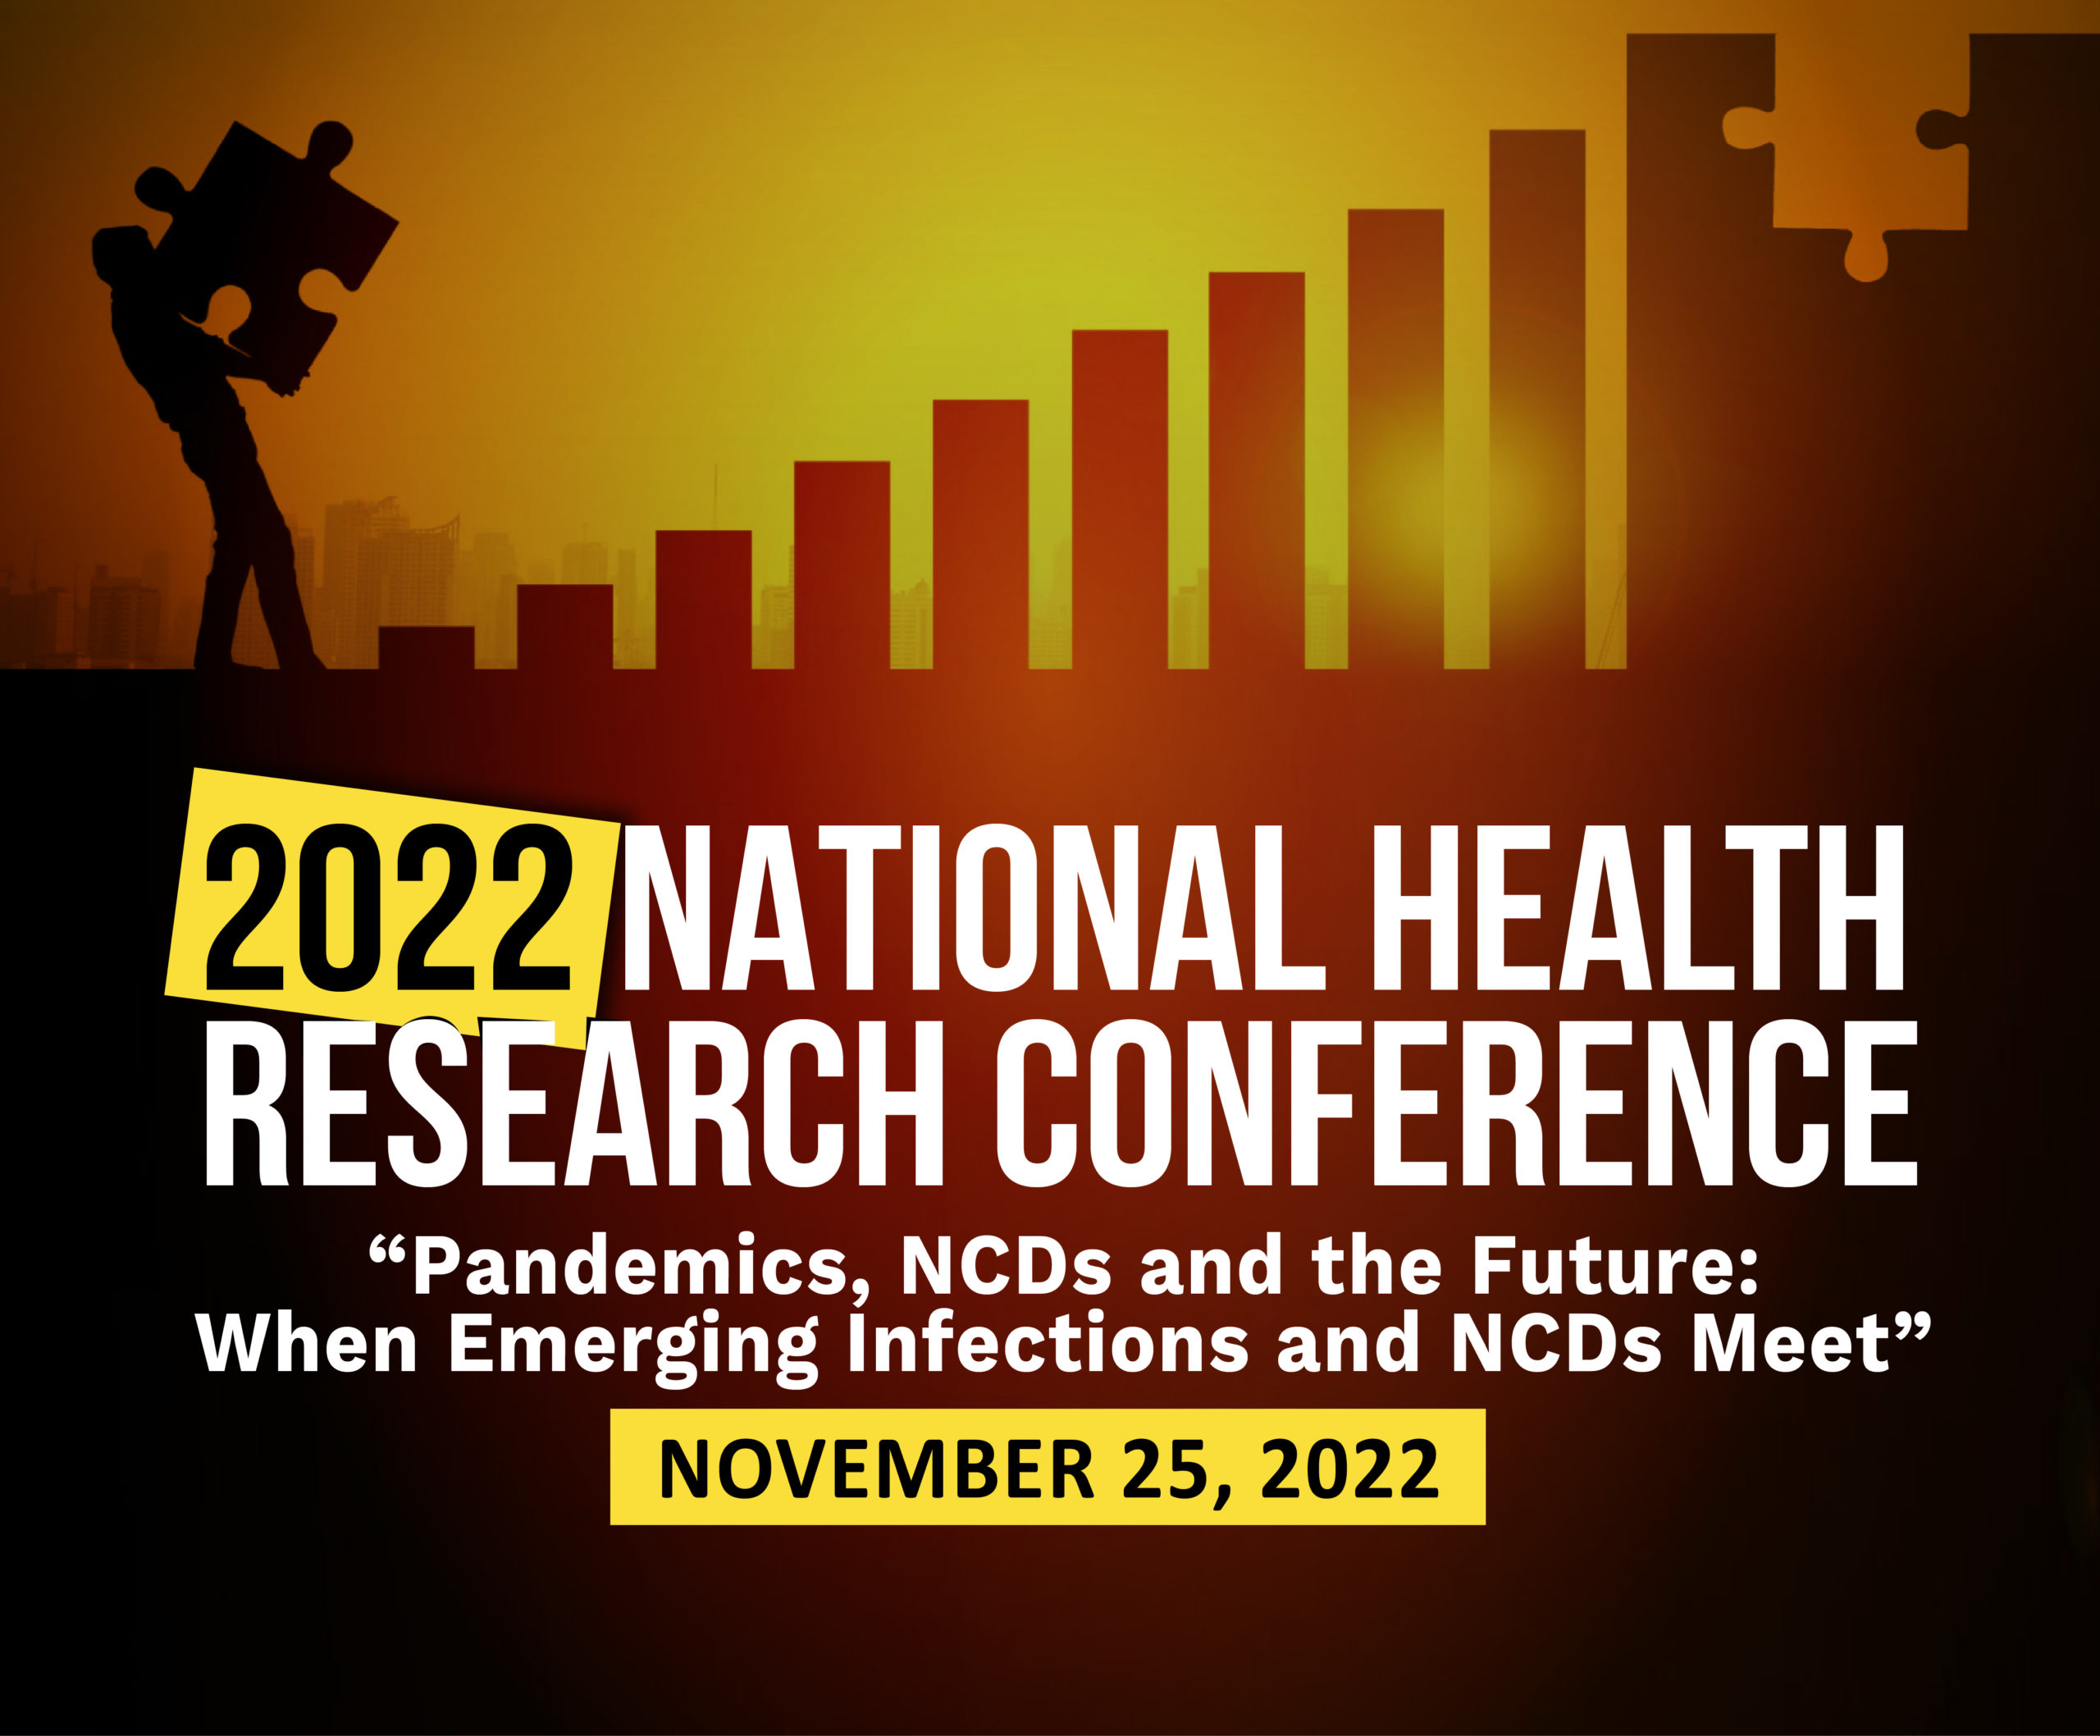 2022 NATIONAL HEALTH
RESEARCH CONFERENCE
“Pandemics, NCDs and the Future:
When Emerging Infections and NCDs Meet”
NOVEMBER 25, 2022